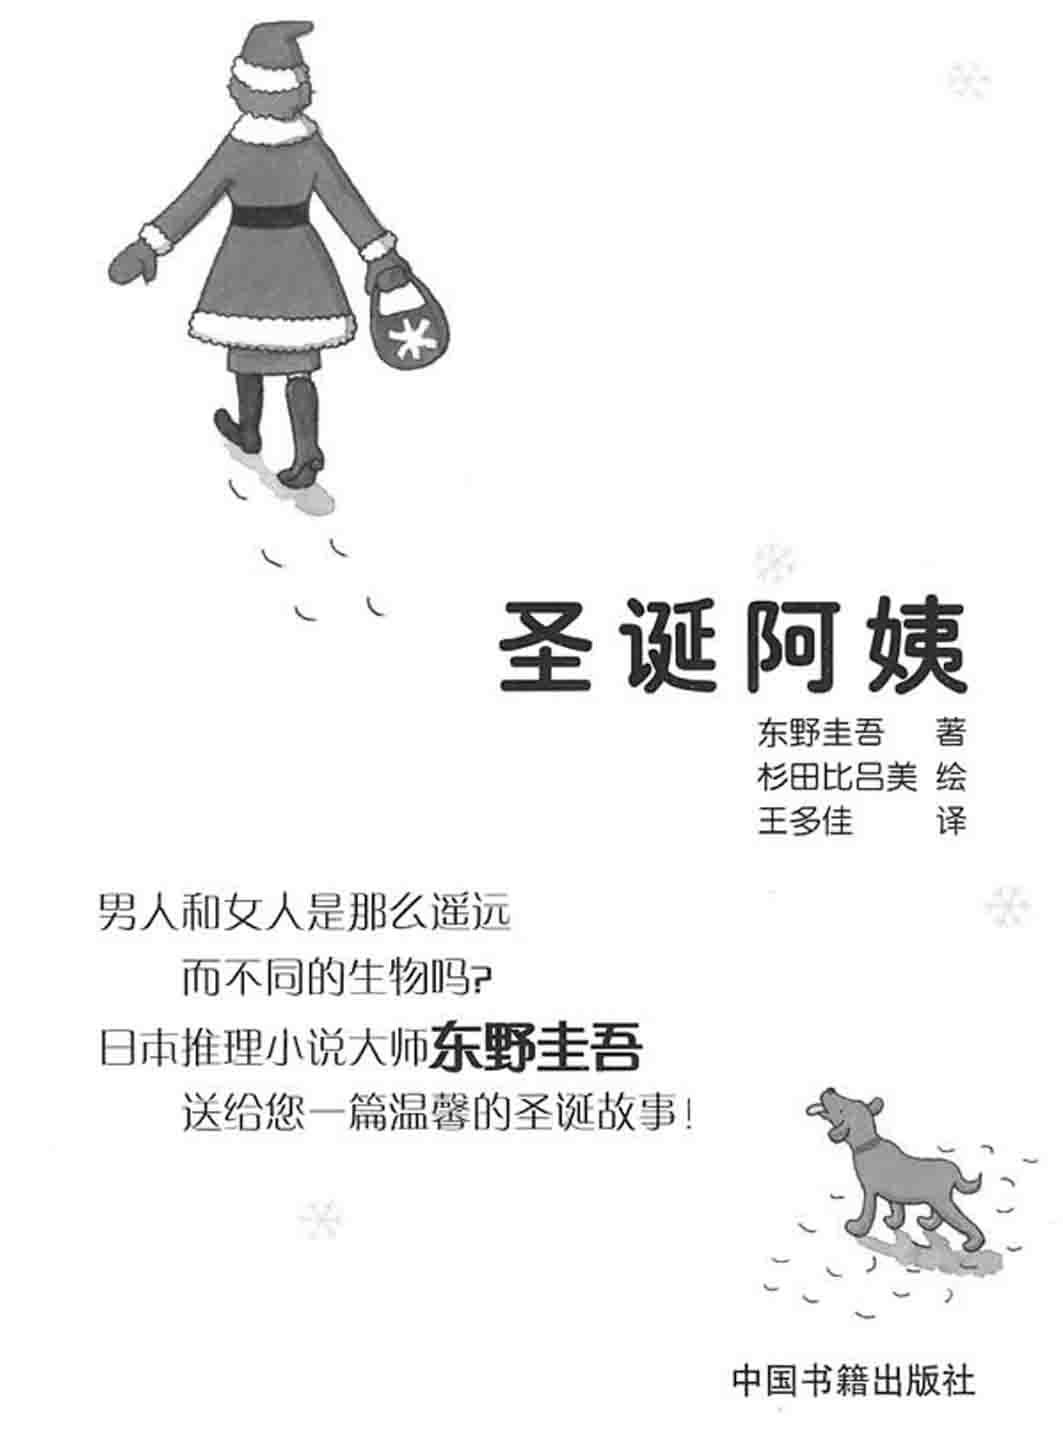 圣诞阿姨
东野圭吾 著
杉田比吕美 绘
王多佳 译
男人和女人是那么遥远
而不同的生物吗?
日本推理小说大师东野圭吾
送给您一篇温馨的圣诞故事!
中国书籍出版社